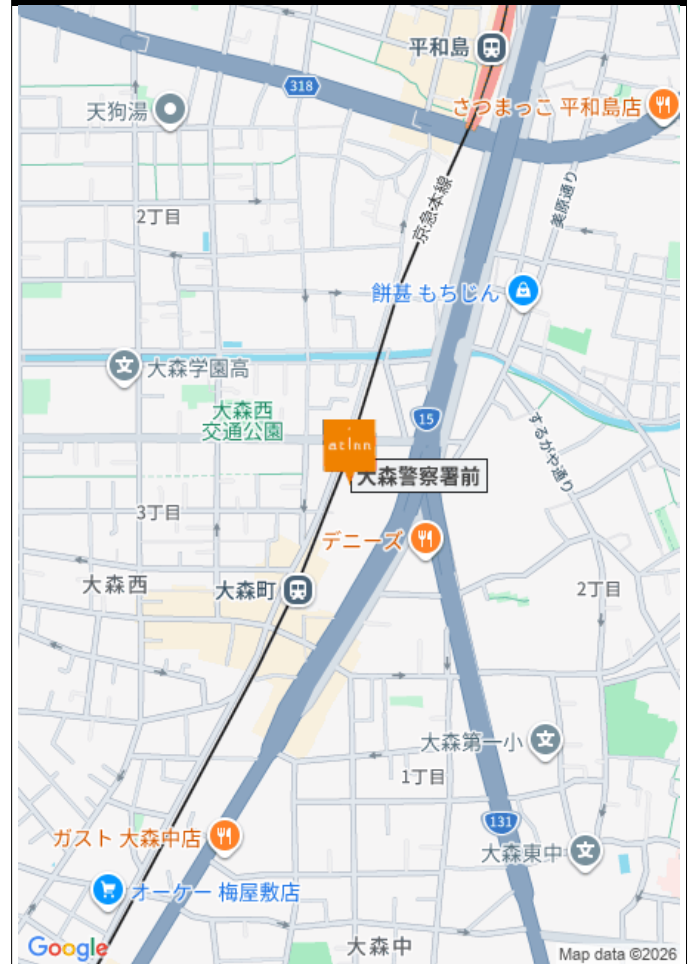 平和島
318
天狗湯
さつまっこ 平和島店
京急本線
美原通り
2丁目
餅甚 もちじん
大森学園高
大森西
交通公園
15
at inn
大森警察署前
するがや通り
3丁目
デニーズ
大森西
大森町
2丁目
大森第一小
1丁目
131
ガスト 大森中店
大森東中
オーケー 梅屋敷店
Google
大森中
Map data ©2026